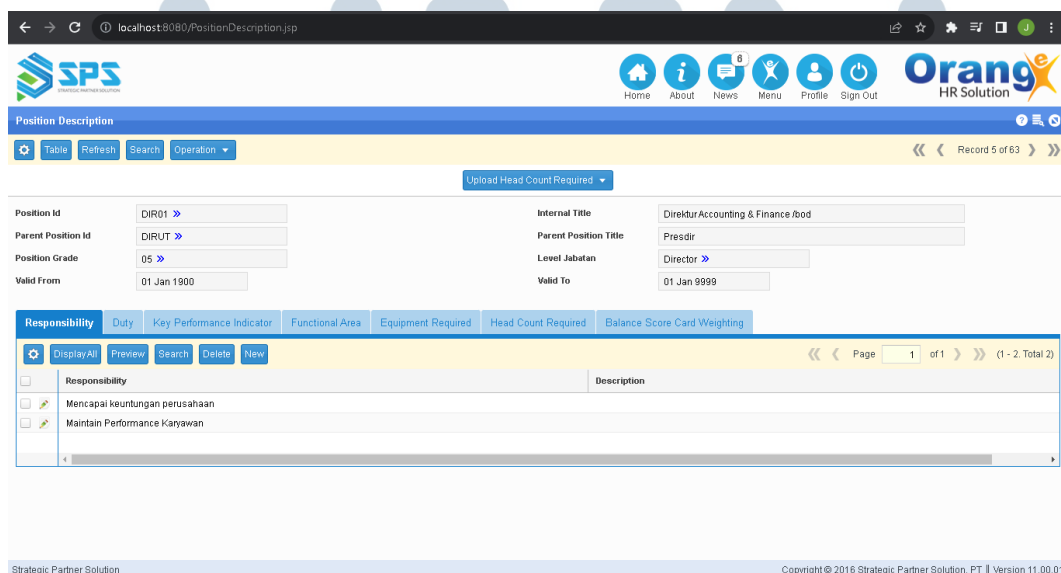 localhost:8080/PositionDescription.jsp
J
SPS
STRATEGIC PARTNER SOLUTION
6
Home About News Menu Profile Sign Out
Orange
HR Solution
Position Description
Table Refresh Search Operation
Record 5 of 63
Upload Head Count Required
Position Id DIR01 » Internal Title Direktur Accounting & Finance /bod
Parent Position Id DIRUT » Parent Position Title Presdir
Position Grade 05 » Level Jabatan Director »
Valid From 01 Jan 1900 Valid To 01 Jan 9999
Responsibility Duty Key Performance Indicator Functional Area Equipment Required Head Count Required Balance Score Card Weighting
DisplayAll Preview Search Delete New
Page 1 of 1 (1 - 2. Total 2)
Responsibility Description
Mencapai keuntungan perusahaan
Maintain Performance Karyawan
Strategic Partner Solution Copyright © 2016 Strategic Partner Solution, PT || Version 11.00.0